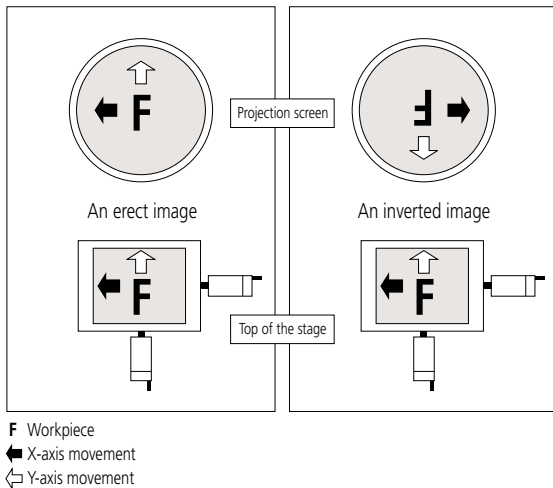 F
F
Projection screen
An erect image
An inverted image
F
F
Top of the stage
F Workpiece
X-axis movement
Y-axis movement